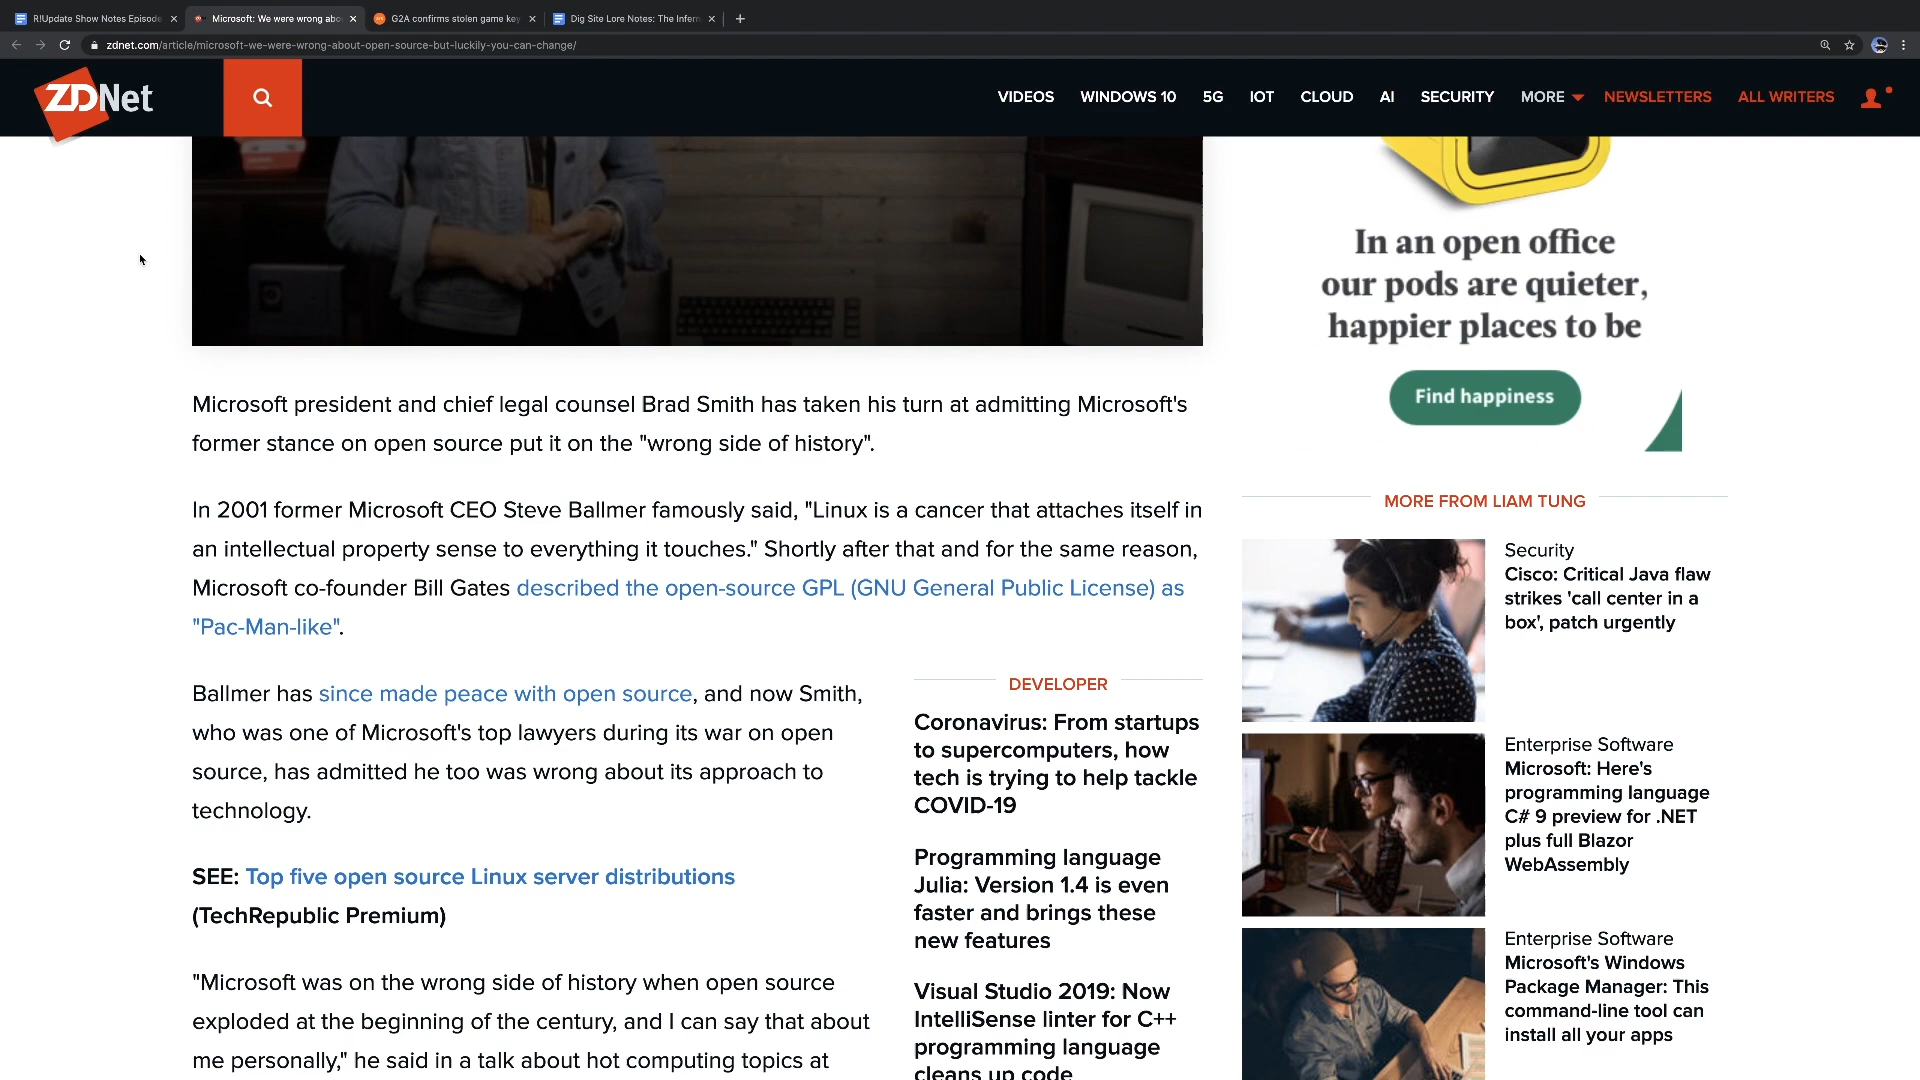 R!Update Show Notes Episode
Microsoft: We were wrong abo
G2A confirms stolen game key
Dig Site Lore Notes: The Infern
zdnet.com/article/microsoft-we-were-wrong-about-open-source-but-luckily-you-can-change/
ZDNet
VIDEOS
WINDOWS 10
5G
IOT
CLOUD
AI
SECURITY
MORE
NEWSLETTERS
ALL WRITERS
In an open office
our pods are quieter,
happier places to be
Find happiness
Microsoft president and chief legal counsel Brad Smith has taken his turn at admitting Microsoft's
former stance on open source put it on the "wrong side of history".
In 2001 former Microsoft CEO Steve Ballmer famously said, "Linux is a cancer that attaches itself in
an intellectual property sense to everything it touches." Shortly after that and for the same reason,
Microsoft co-founder Bill Gates described the open-source GPL (GNU General Public License) as
"Pac-Man-like".
Ballmer has since made peace with open source, and now Smith,
who was one of Microsoft's top lawyers during its war on open
source, has admitted he too was wrong about its approach to
technology.
SEE: Top five open source Linux server distributions
(TechRepublic Premium)
"Microsoft was on the wrong side of history when open source
exploded at the beginning of the century, and I can say that about
me personally," he said in a talk about hot computing topics at
DEVELOPER
Coronavirus: From startups
to supercomputers, how
tech is trying to help tackle
COVID-19
Programming language
Julia: Version 1.4 is even
faster and brings these
new features
Visual Studio 2019: Now
IntelliSense linter for C++
programming language
cleans up code
MORE FROM LIAM TUNG
Security
Cisco: Critical Java flaw
strikes 'call center in a
box', patch urgently
Enterprise Software
Microsoft: Here's
programming language
C# 9 preview for .NET
plus full Blazor
WebAssembly
Enterprise Software
Microsoft's Windows
Package Manager: This
command-line tool can
install all your apps